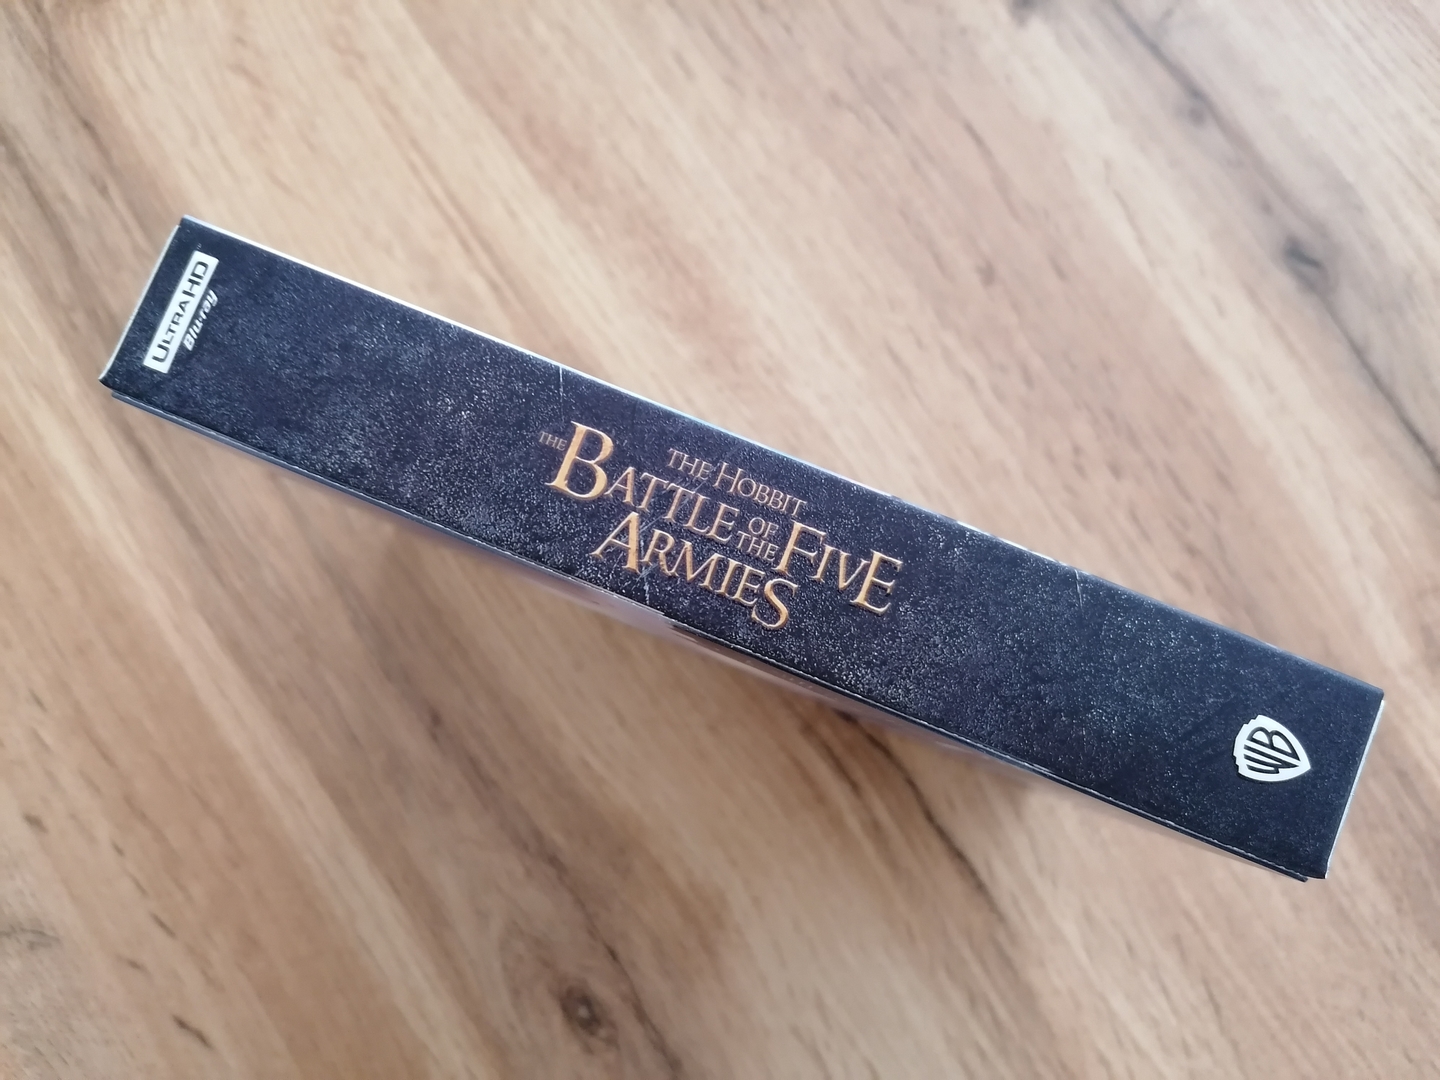 ULTRA HD
Blu-ray
THE HOBBIT
THE BATTLE OF THE FIVE
ARMIES
WB